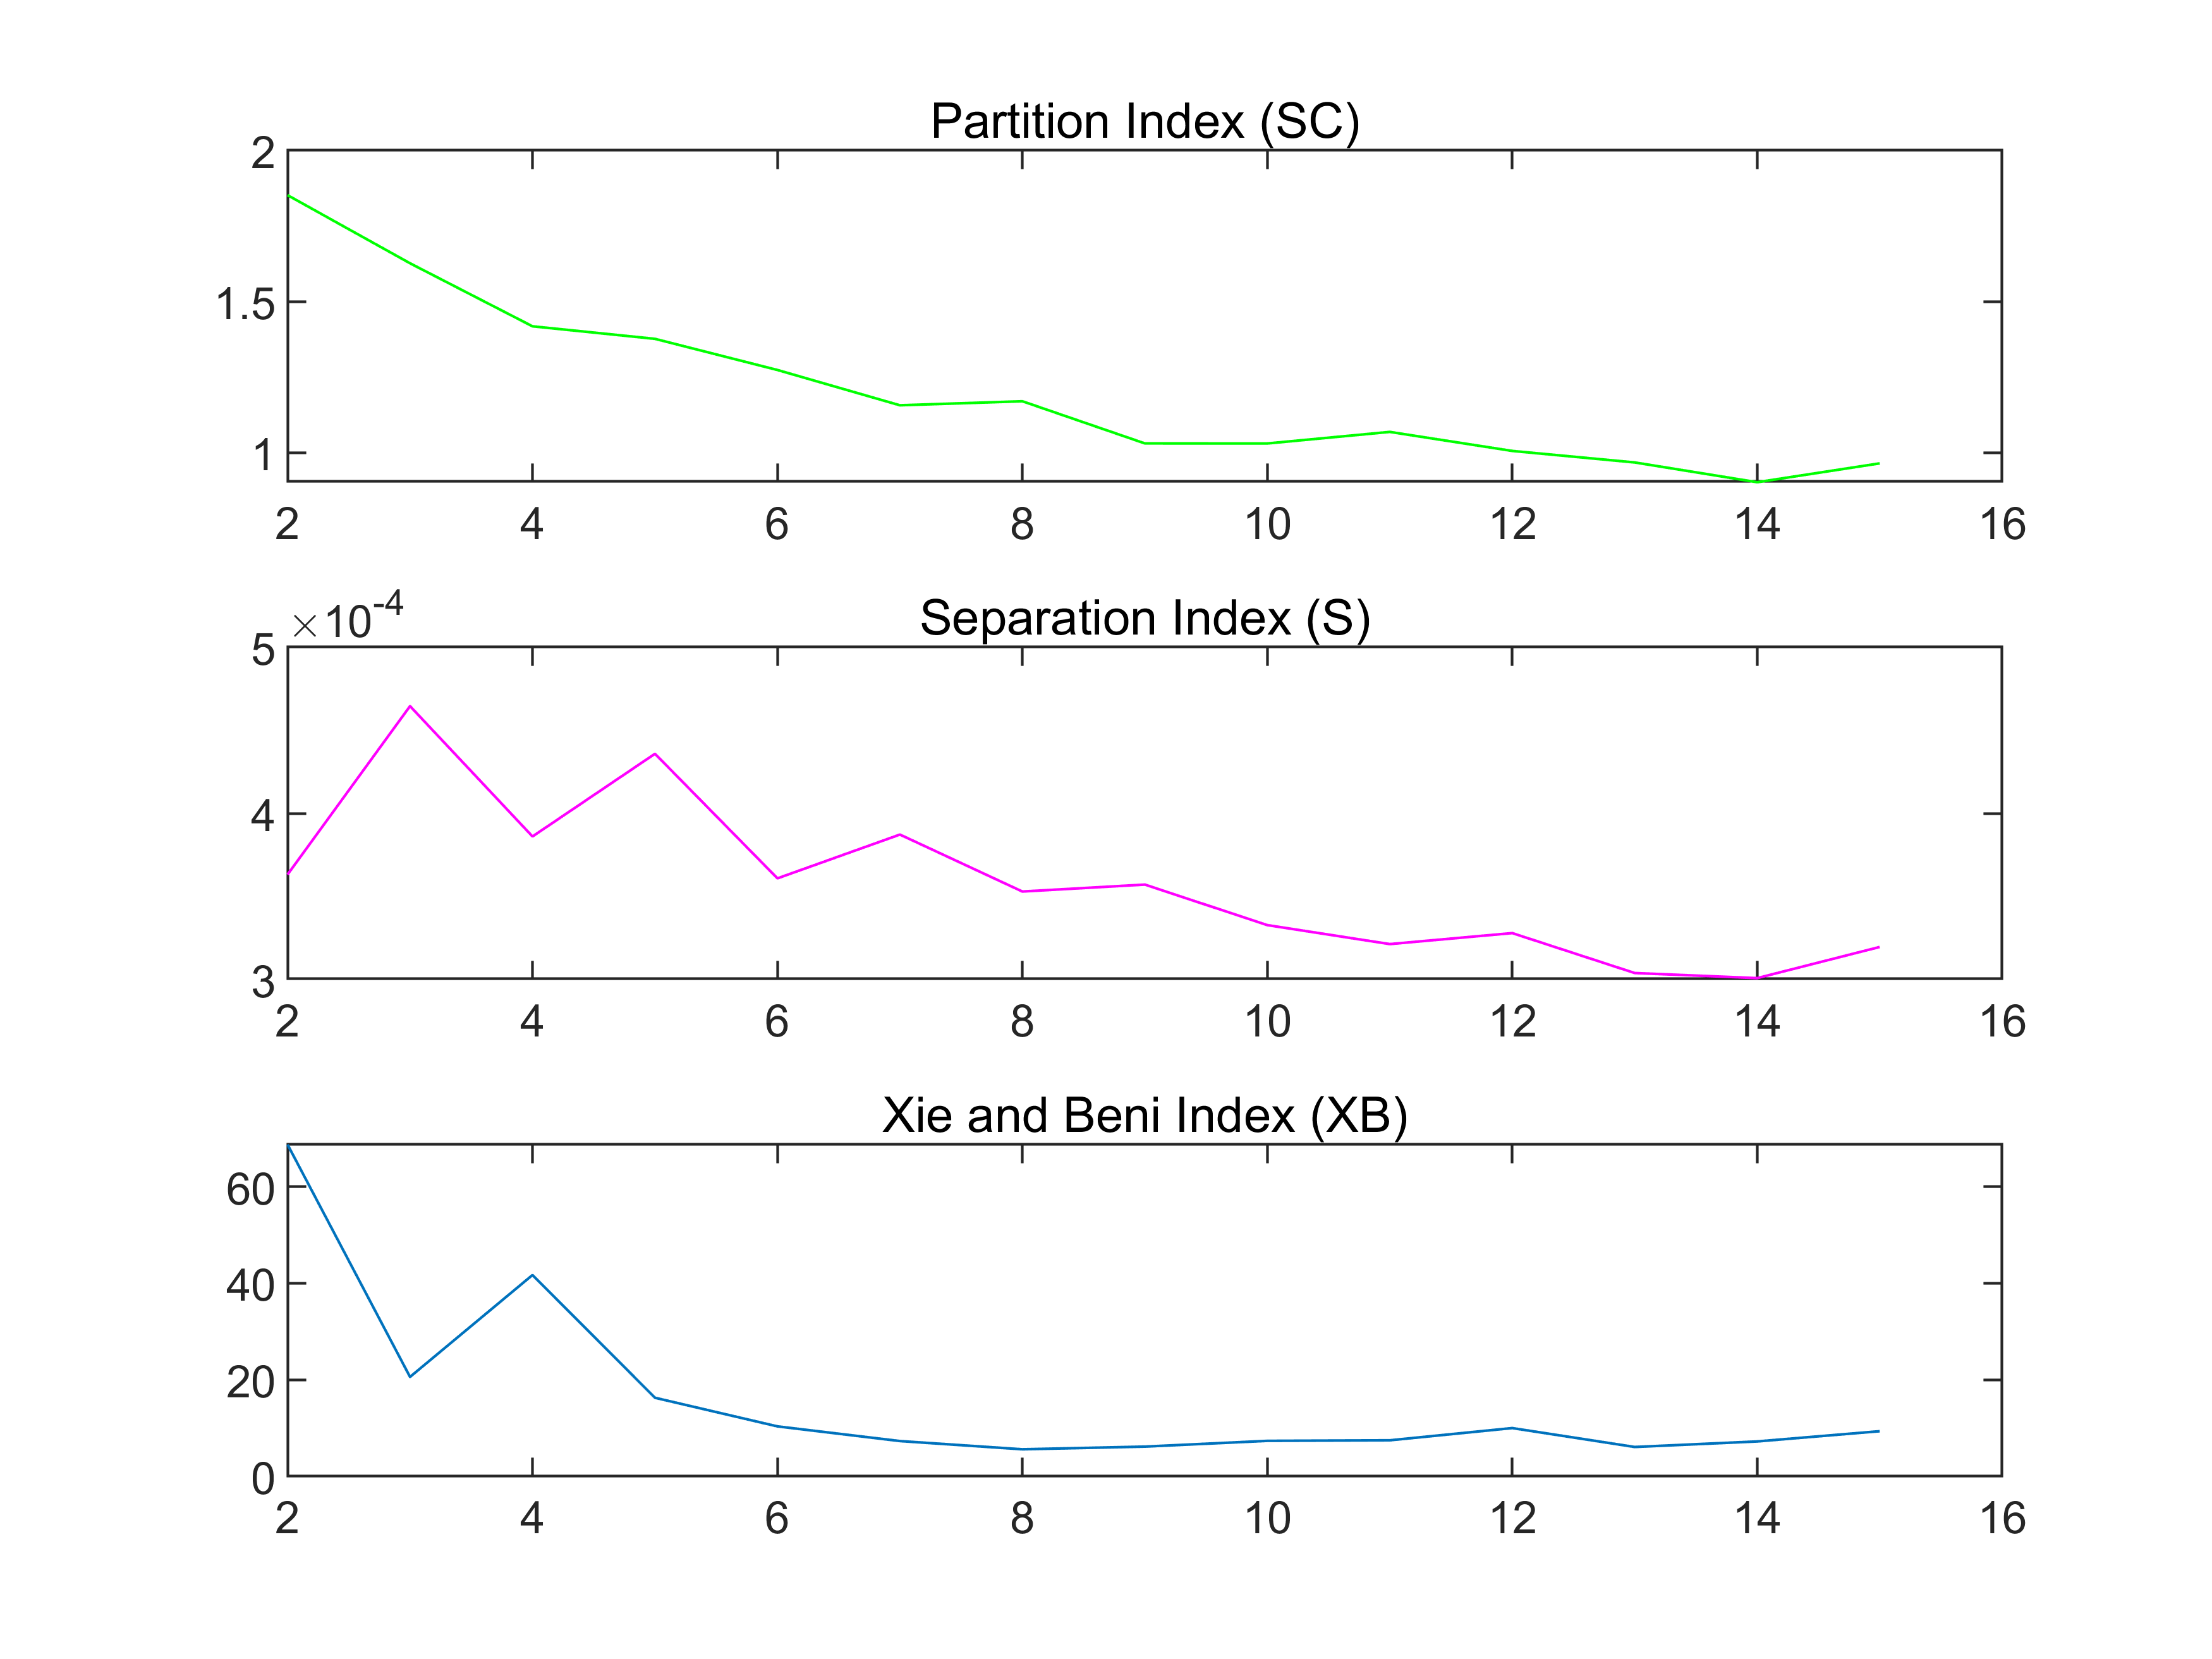 Partition Index (SC)
2
1.5
1
2 4 6 8 10 12 14 16
×10-4
Separation Index (S)
5
4
3
2 4 6 8 10 12 14 16
Xie and Beni Index (XB)
60
40
20
0
2 4 6 8 10 12 14 16